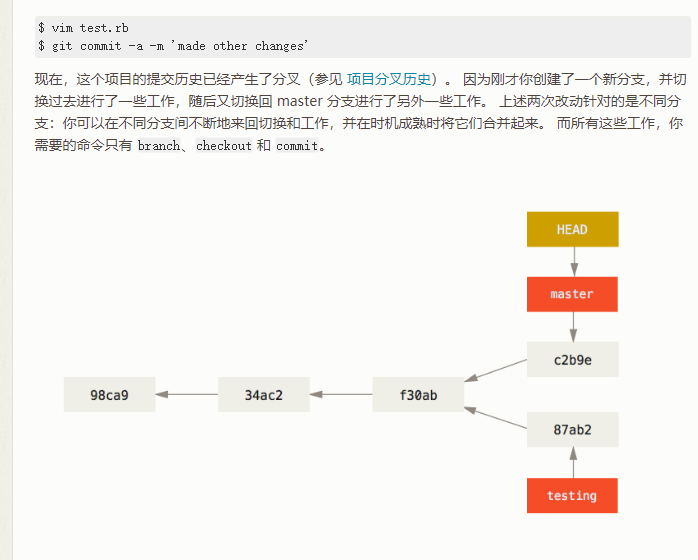 $ vim test.rb
$ git commit -a -m 'made other changes'
现在，这个项目的提交历史已经产生了分叉（参见 项目分叉历史）。 因为刚才你创建了一个新分支，并切
换过去进行了一些工作，随后又切换回 master 分支进行了另外一些工作。 上述两次改动针对的是不同分
支：你可以在不同分支间不断地来回切换和工作，并在时机成熟时将它们合并起来。 而所有这些工作，你
需要的命令只有 branch、checkout 和 commit。
HEAD
master
c2b9e
98ca9 34ac2 f30ab
87ab2
testing